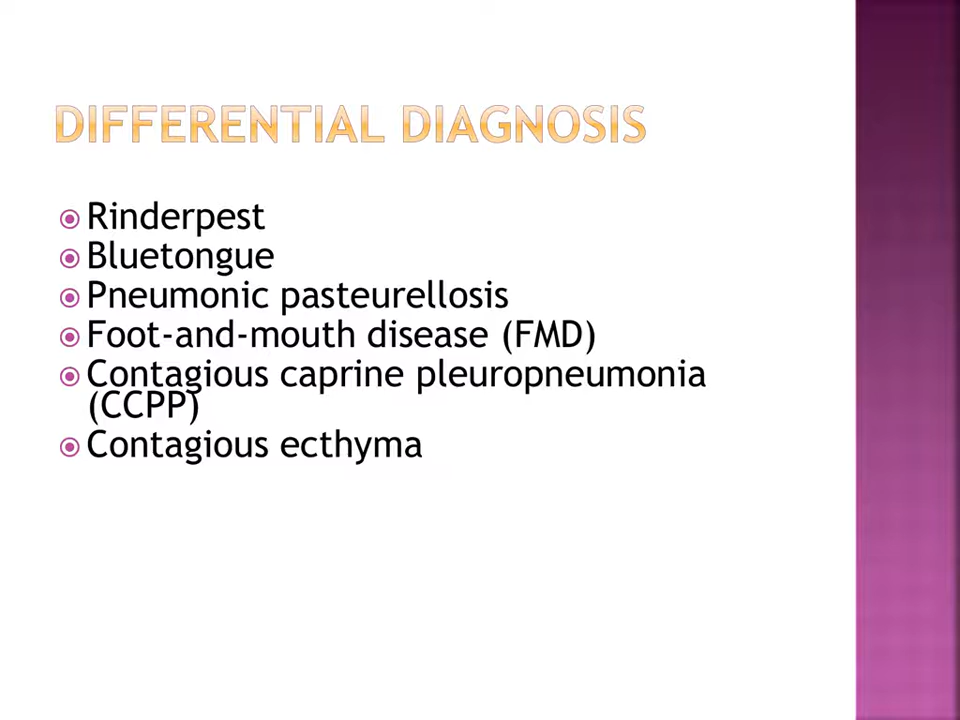 DIFFERENTIAL DIAGNOSIS
Rinderpest
Bluetongue
Pneumonic pasteurellosis
Foot-and-mouth disease (FMD)
Contagious caprine pleuropneumonia
(CCPP)
Contagious ecthyma